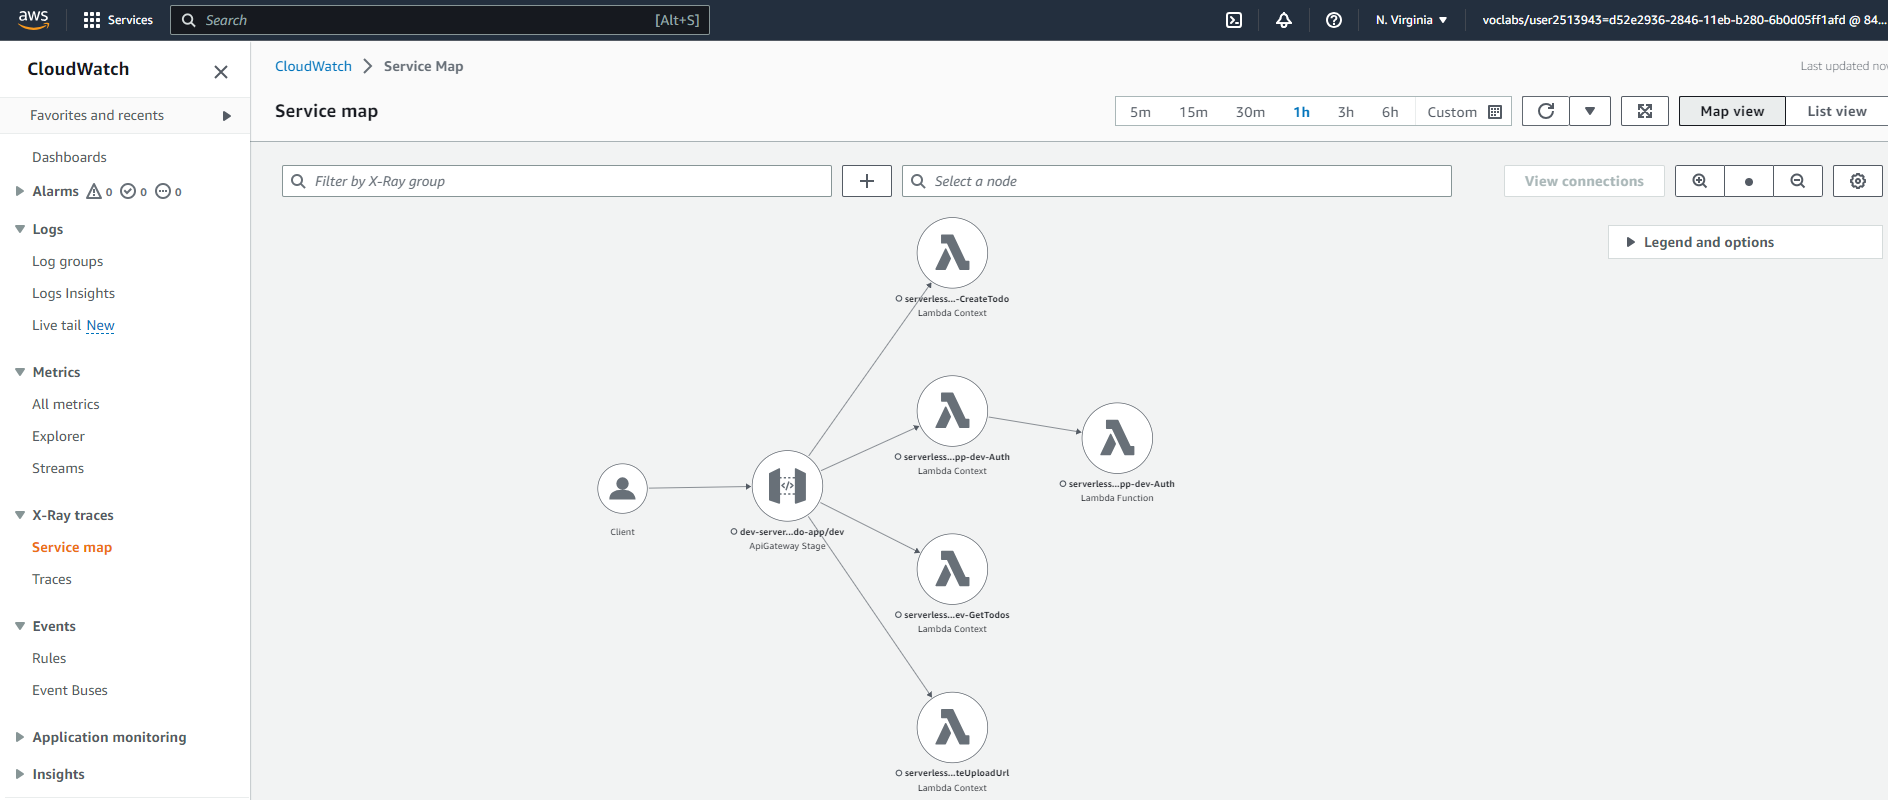 aws Services Search [Alt+S] N. Virginia voclabs/user2513943=d52e2936-2846-11eb-b280-6b0d05ff1afd @ 84...
CloudWatch
Favorites and recents
Dashboards
Alarms 0 0 0
Logs
Log groups
Logs Insights
Live tail New
Metrics
All metrics
Explorer
Streams
X-Ray traces
Service map
Traces
Events
Rules
Event Buses
Application monitoring
Insights
CloudWatch Service Map
Last updated now
Service map
5m 15m 30m 1h 3h 6h Custom
Map view List view
Filter by X-Ray group
Select a node
View connections
Legend and options
serverless...-CreateTodo
Lambda Context
serverless...pp-dev-Auth
Lambda Context
serverless...pp-dev-Auth
Lambda Function
Client
dev-server...do-app/dev
ApiGateway Stage
serverless...ev-GetTodos
Lambda Context
serverless...teUploadUrl
Lambda Context